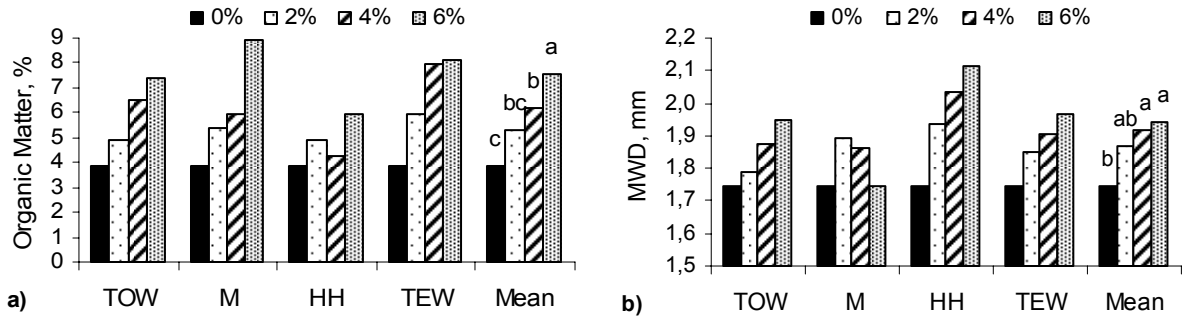 0% 2% 4% 6%
Organic Matter, %
9
8
7
6
5
4
3
2
1
0
c
bc
b
a
TOW M HH TEW Mean
a)
0% 2% 4% 6%
MWD, mm
2,2
2,1
2,0
1,9
1,8
1,7
1,6
1,5
b
ab
a
a
TOW M HH TEW Mean
b)